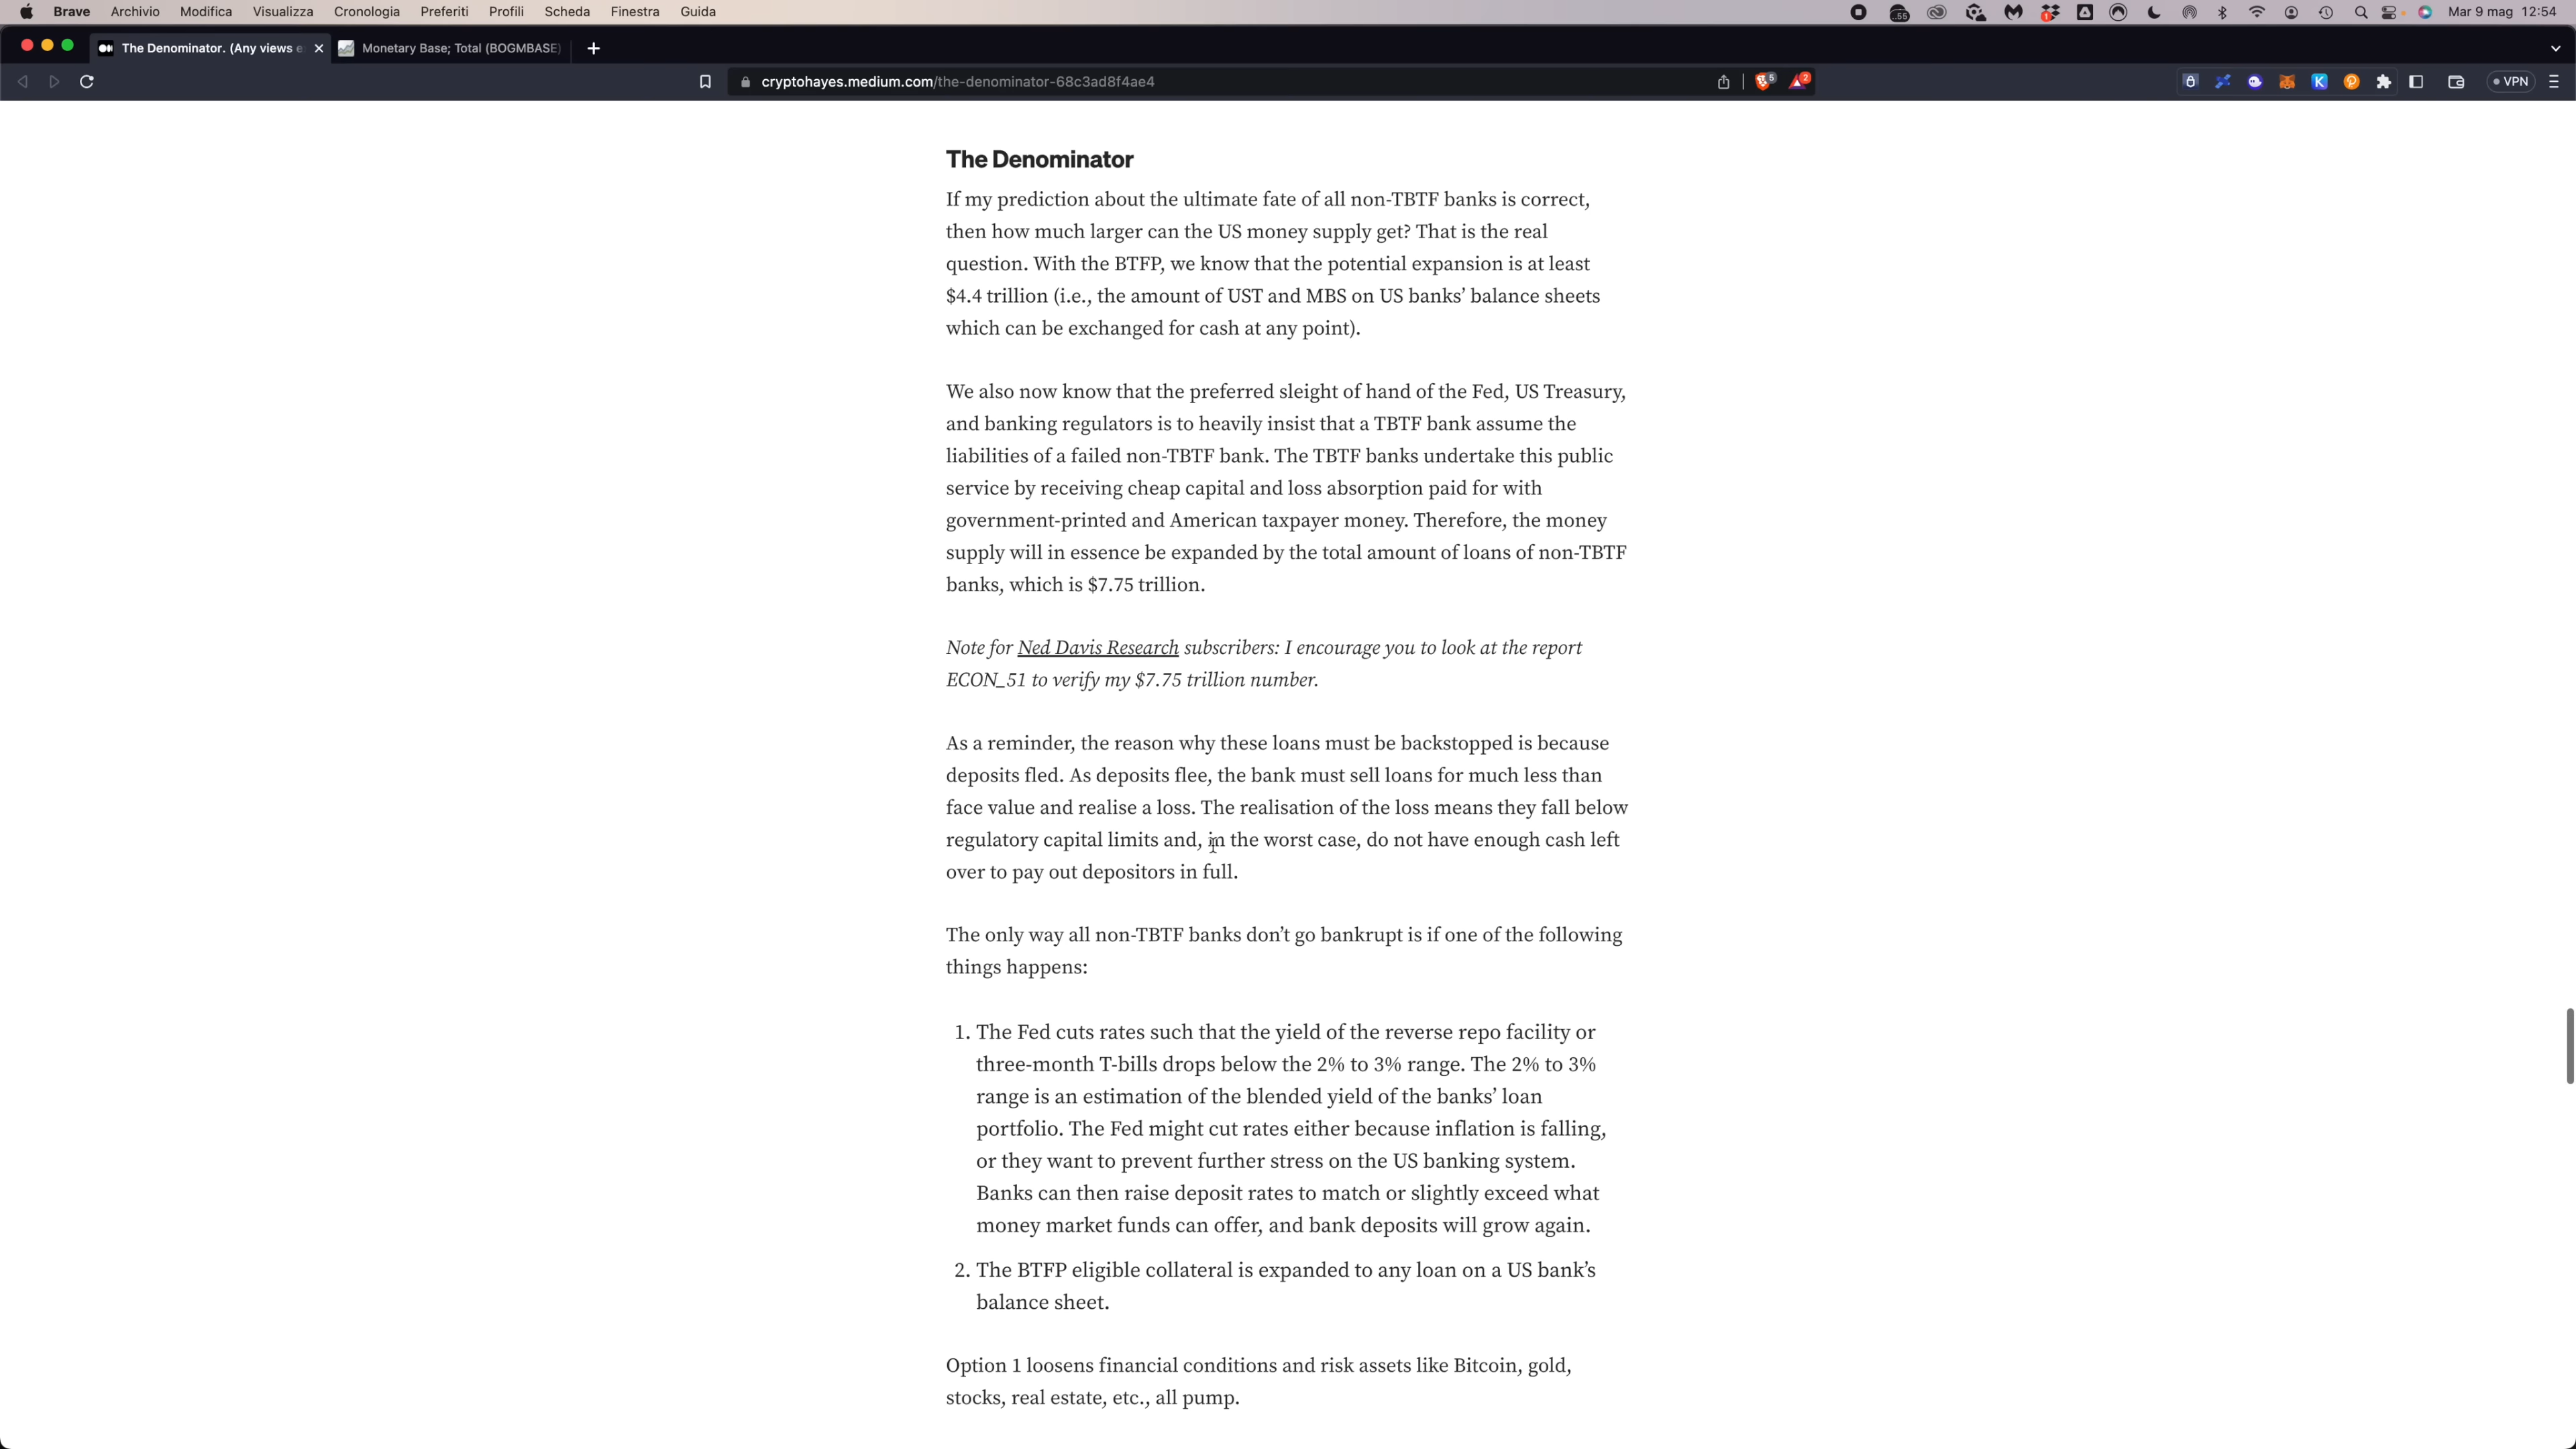 Brave Archivio Modifica Visualizza Cronologia Preferiti Profili Scheda Finestra Guida Mar 9 mag 12:54
The Denominator. (Any views e Monetary Base; Total (BOGMBASE)
cryptohayes.medium.com/the-denominator-68c3ad8f4ae4 VPN
The Denominator
If my prediction about the ultimate fate of all non-TBTF banks is correct,
then how much larger can the US money supply get? That is the real
question. With the BTFP, we know that the potential expansion is at least
$4.4 trillion (i.e., the amount of UST and MBS on US banks’ balance sheets
which can be exchanged for cash at any point).
We also now know that the preferred sleight of hand of the Fed, US Treasury,
and banking regulators is to heavily insist that a TBTF bank assume the
liabilities of a failed non-TBTF bank. The TBTF banks undertake this public
service by receiving cheap capital and loss absorption paid for with
government-printed and American taxpayer money. Therefore, the money
supply will in essence be expanded by the total amount of loans of non-TBTF
banks, which is $7.75 trillion.
Note for Ned Davis Research subscribers: I encourage you to look at the report
ECON_51 to verify my $7.75 trillion number.
As a reminder, the reason why these loans must be backstopped is because
deposits fled. As deposits flee, the bank must sell loans for much less than
face value and realise a loss. The realisation of the loss means they fall below
regulatory capital limits and, in the worst case, do not have enough cash left
over to pay out depositors in full.
The only way all non-TBTF banks don’t go bankrupt is if one of the following
things happens:
1. The Fed cuts rates such that the yield of the reverse repo facility or
three-month T-bills drops below the 2% to 3% range. The 2% to 3%
range is an estimation of the blended yield of the banks’ loan
portfolio. The Fed might cut rates either because inflation is falling,
or they want to prevent further stress on the US banking system.
Banks can then raise deposit rates to match or slightly exceed what
money market funds can offer, and bank deposits will grow again.
2. The BTFP eligible collateral is expanded to any loan on a US bank’s
balance sheet.
Option 1 loosens financial conditions and risk assets like Bitcoin, gold,
stocks, real estate, etc., all pump.